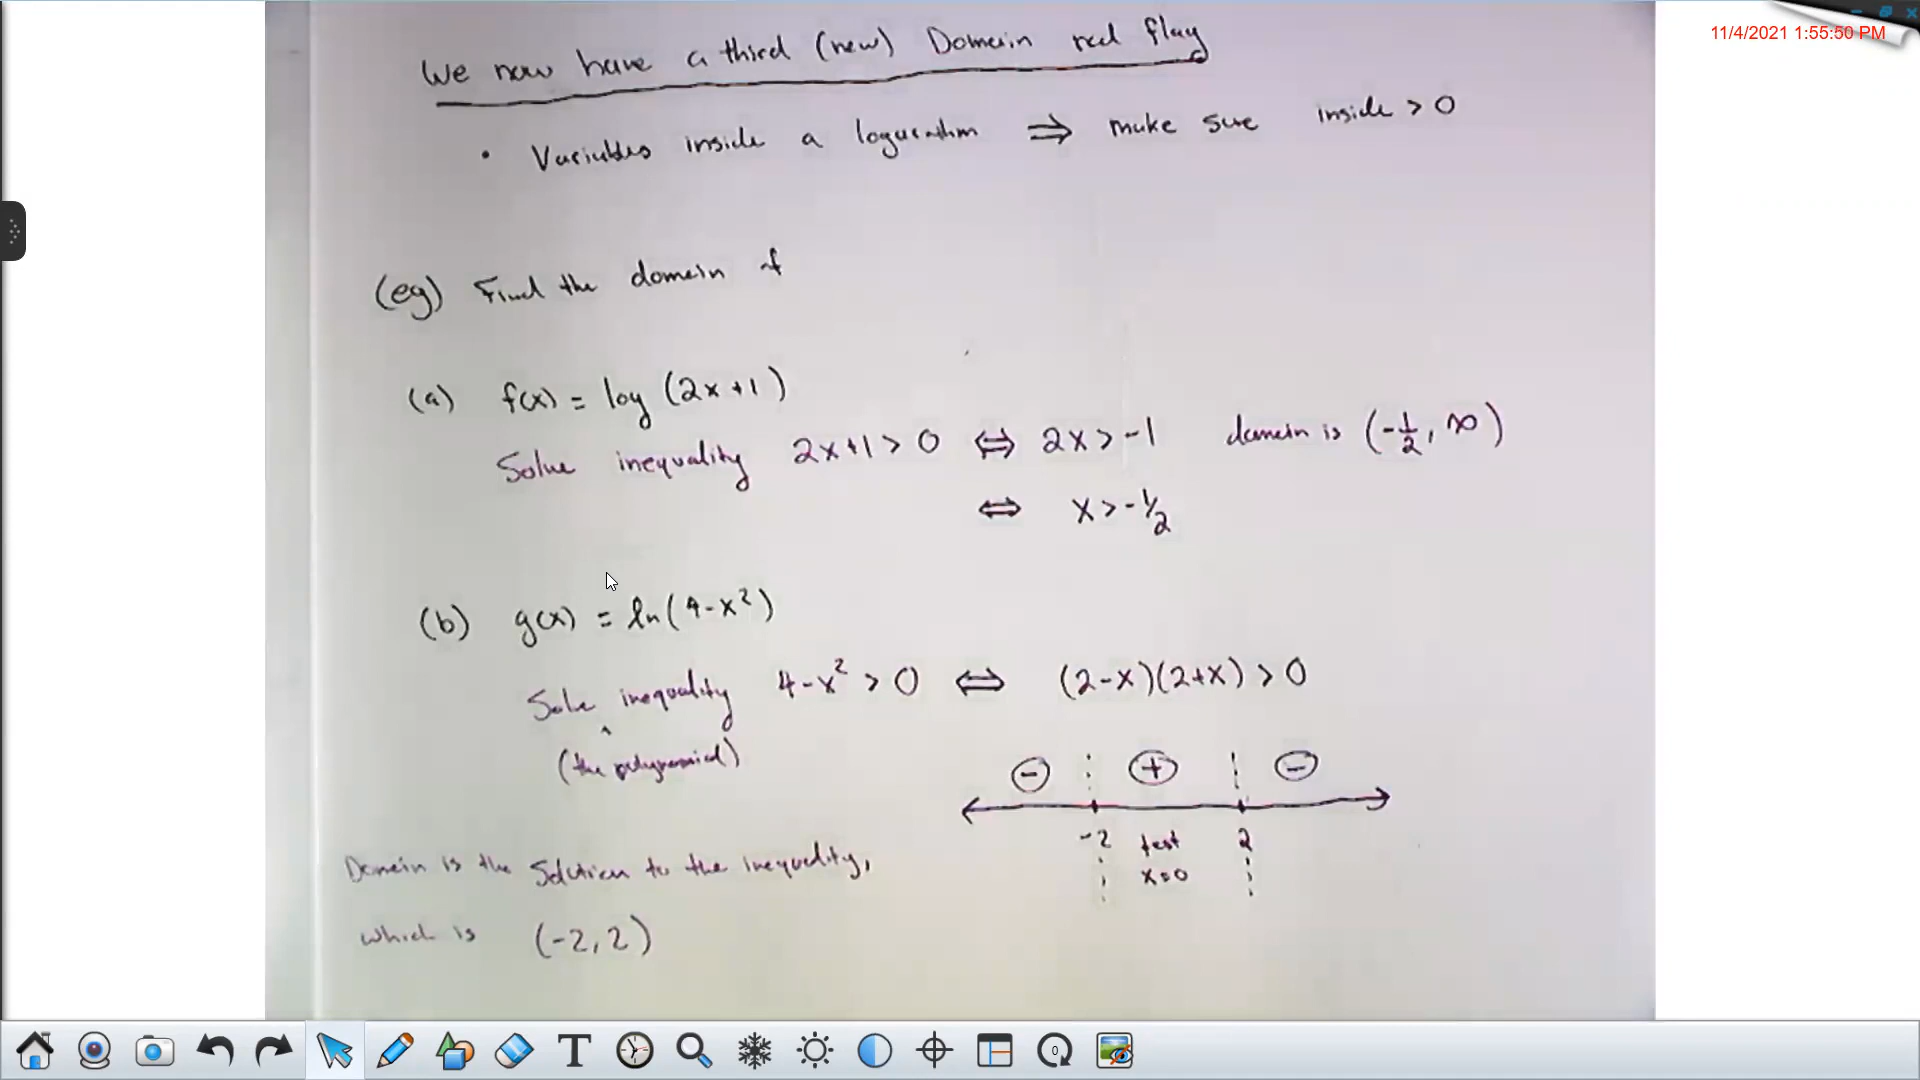 11/4/2021 1:55:50 PM
We now have a third (new) Domain red flag
• Variables inside a logarithm ⇒ make sure inside > 0
(eg) Find the domain of
(a) f(x) = log (2x+1)
Solve inequality 2x+1 > 0 ⇔ 2x > -1 domain is (-1/2, ∞)
⇔ x > -1/2
(b) g(x) = ln(4-x²)
Solve inequality 4-x² > 0 ⇔ (2-x)(2+x) > 0
^
(the polynomial)
- + -
-2 test 2
x=0
Domain is the solution to the inequality,
which is (-2, 2)
T
0